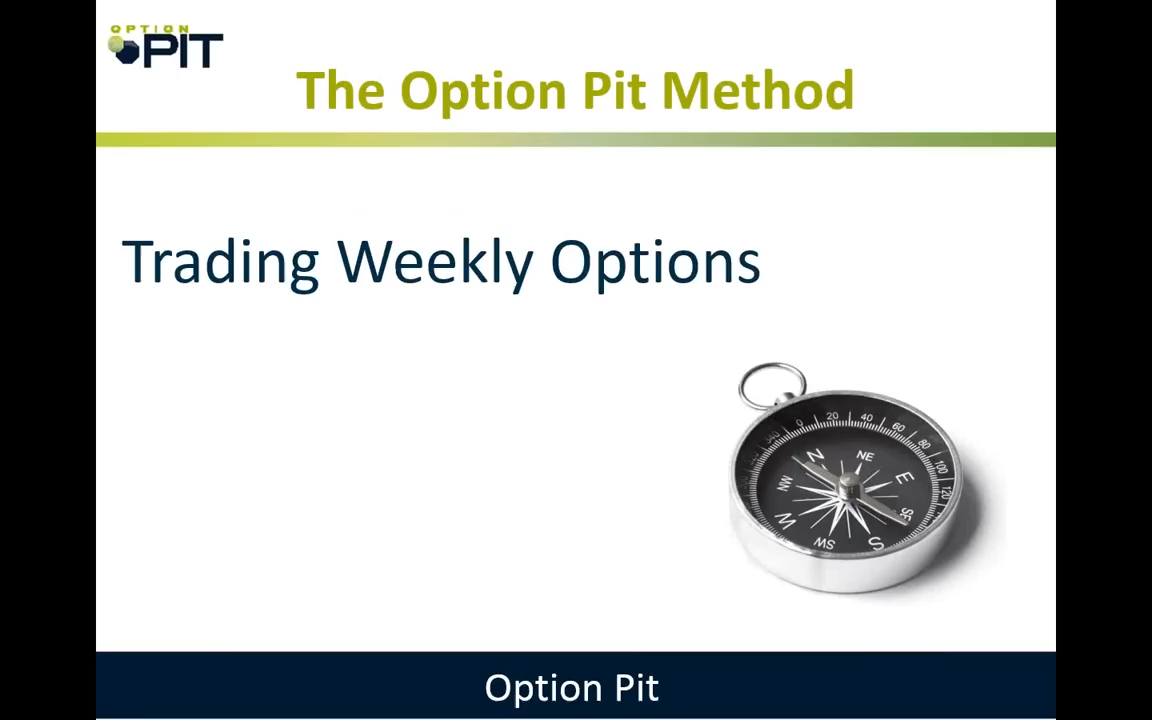 OPTION
PIT
The Option Pit Method
Trading Weekly Options
0 20 40 60 80 100 120
N NE E SE S SW W NW
Option Pit